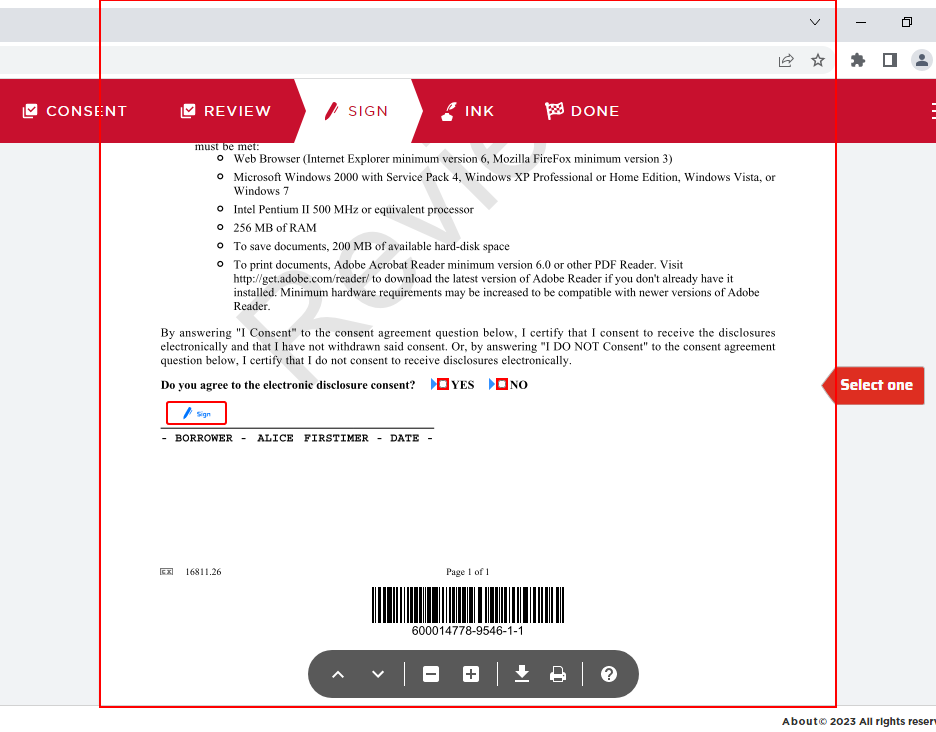 CONSENT REVIEW SIGN INK DONE
must be met:
Web Browser (Internet Explorer minimum version 6, Mozilla FireFox minimum version 3)
Microsoft Windows 2000 with Service Pack 4, Windows XP Professional or Home Edition, Windows Vista, or
Windows 7
Intel Pentium II 500 MHz or equivalent processor
256 MB of RAM
To save documents, 200 MB of available hard-disk space
To print documents, Adobe Acrobat Reader minimum version 6.0 or other PDF Reader. Visit
http://get.adobe.com/reader/ to download the latest version of Adobe Reader if you don't already have it
installed. Minimum hardware requirements may be increased to be compatible with newer versions of Adobe
Reader.
By answering "I Consent" to the consent agreement question below, I certify that I consent to receive the disclosures
electronically and that I have not withdrawn said consent. Or, by answering "I DO NOT Consent" to the consent agreement
question below, I certify that I do not consent to receive disclosures electronically.
Do you agree to the electronic disclosure consent? YES NO
Select one
Sign
- BORROWER - ALICE FIRSTIMER - DATE -
16811.26 Page 1 of 1
600014778-9546-1-1
About© 2023 All rights reserv